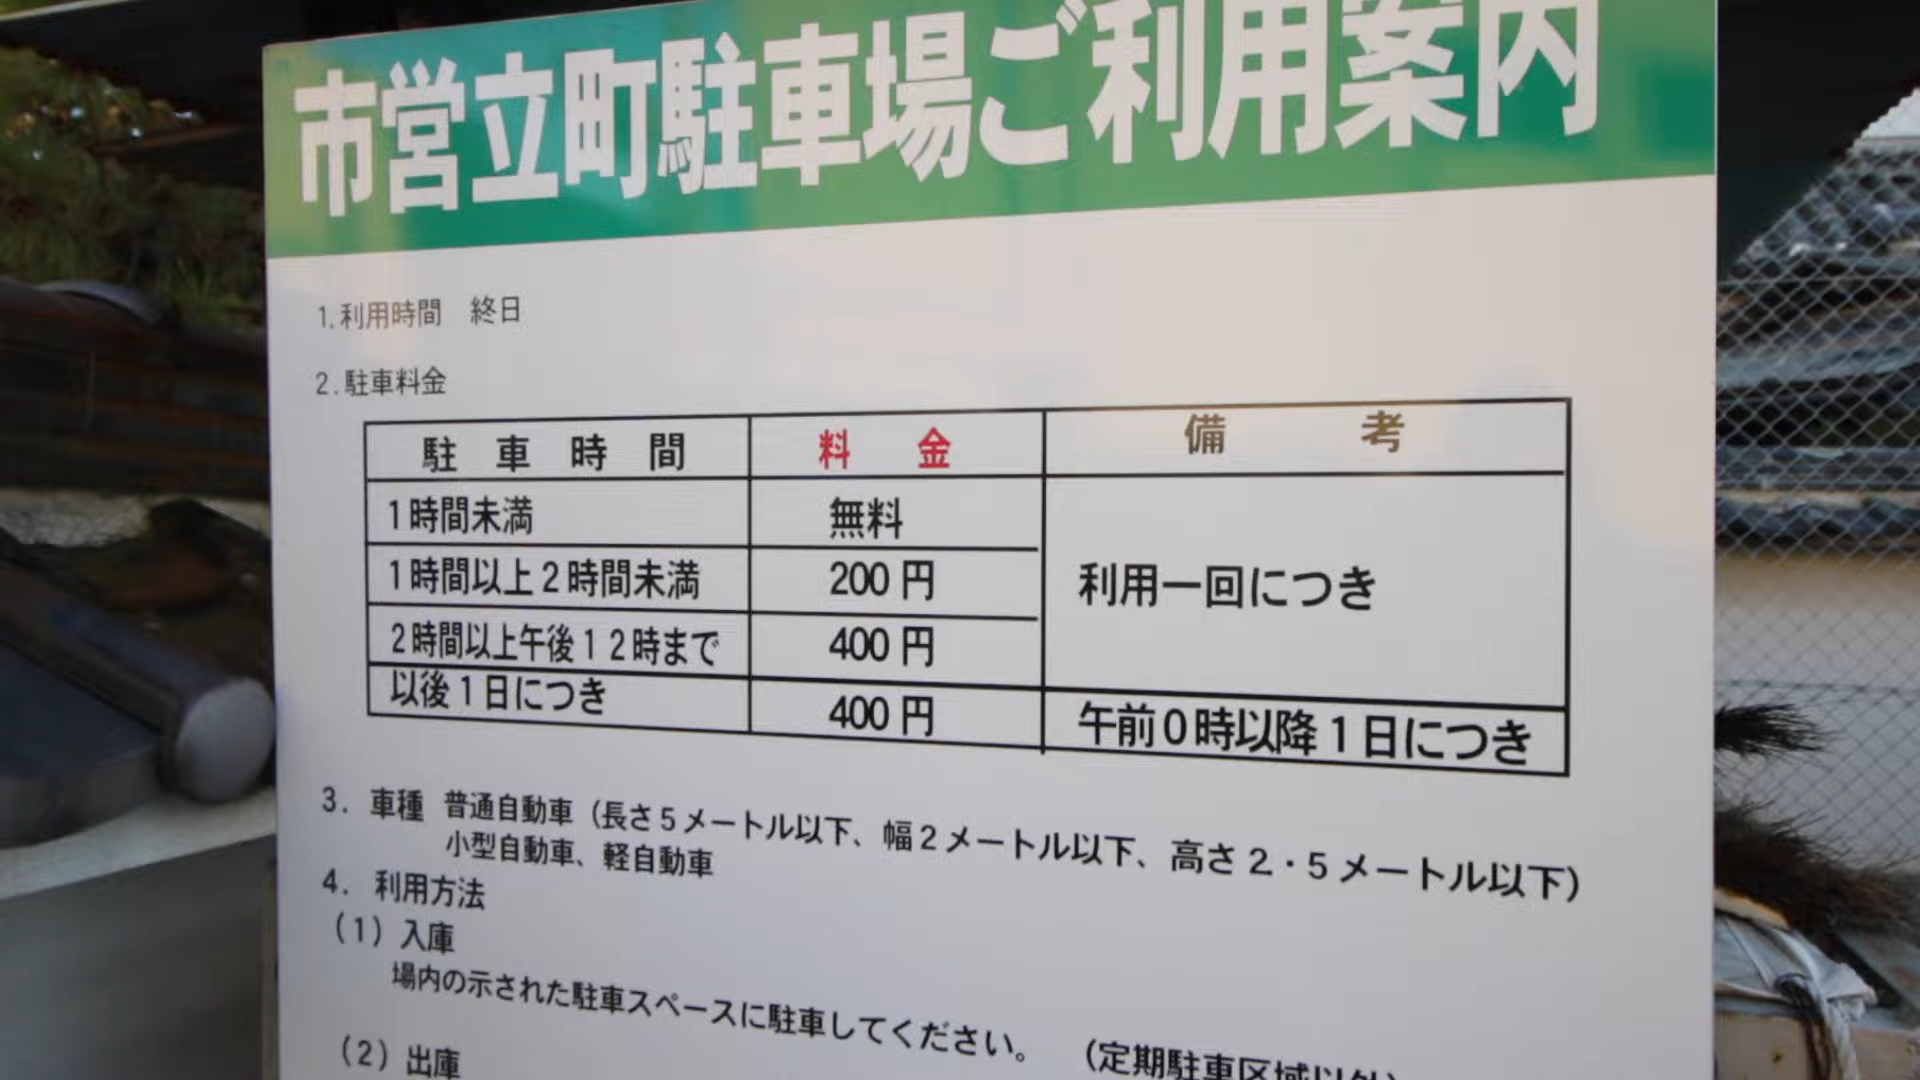 市営立町駐車場ご利用案内
1.利用時間 終日
2.駐車料金
駐車時間 料金 備考
1時間未満 無料
1時間以上2時間未満 200円 利用一回につき
2時間以上午後12時まで 400円
以後1日につき 400円 午前0時以降1日につき
3. 車種 普通自動車(長さ5メートル以下、幅2メートル以下、高さ2・5メートル以下)
小型自動車、軽自動車
4. 利用方法
(1)入庫
場内の示された駐車スペースに駐車してください。 (定期駐車区域以外)
(2)出庫